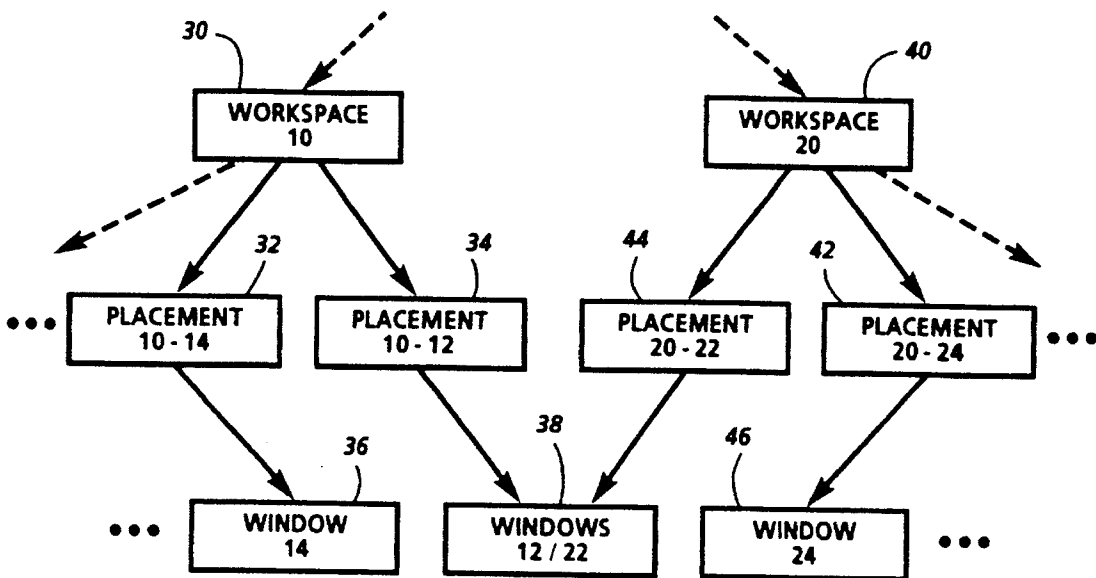 30
40
WORKSPACE
10
WORKSPACE
20
32
34
44
42
PLACEMENT
10 - 14
PLACEMENT
10 - 12
PLACEMENT
20 - 22
PLACEMENT
20 - 24
36
38
46
WINDOW
14
WINDOWS
12 / 22
WINDOW
24